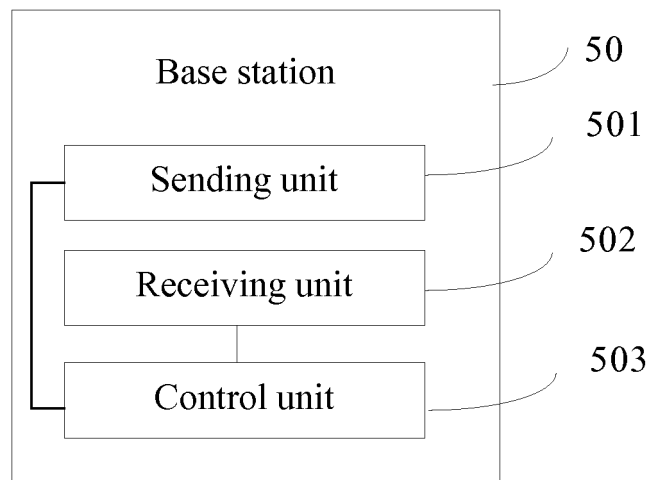 Base station
50
Sending unit
501
Receiving unit
502
Control unit
503